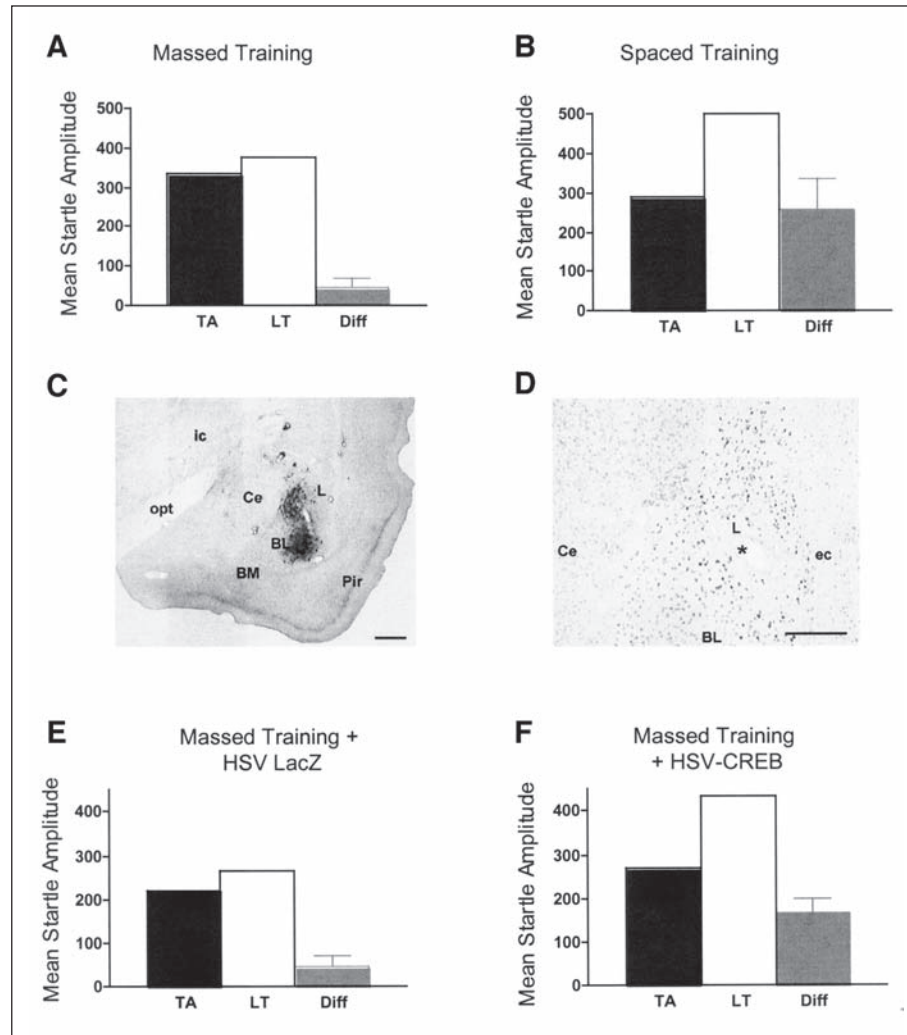 A
Massed Training
Mean Startle Amplitude
500
400
300
200
100
0
TA LT Diff
B
Spaced Training
Mean Startle Amplitude
500
400
300
200
100
0
TA LT Diff
C
ic
opt
Ce
L
BL
BM
Pir
D
Ce
L
*
ec
BL
E
Massed Training +
HSV LacZ
Mean Startle Amplitude
400
300
200
100
0
TA LT Diff
F
Massed Training
+ HSV-CREB
Mean Startle Amplitude
400
300
200
100
0
TA LT Diff